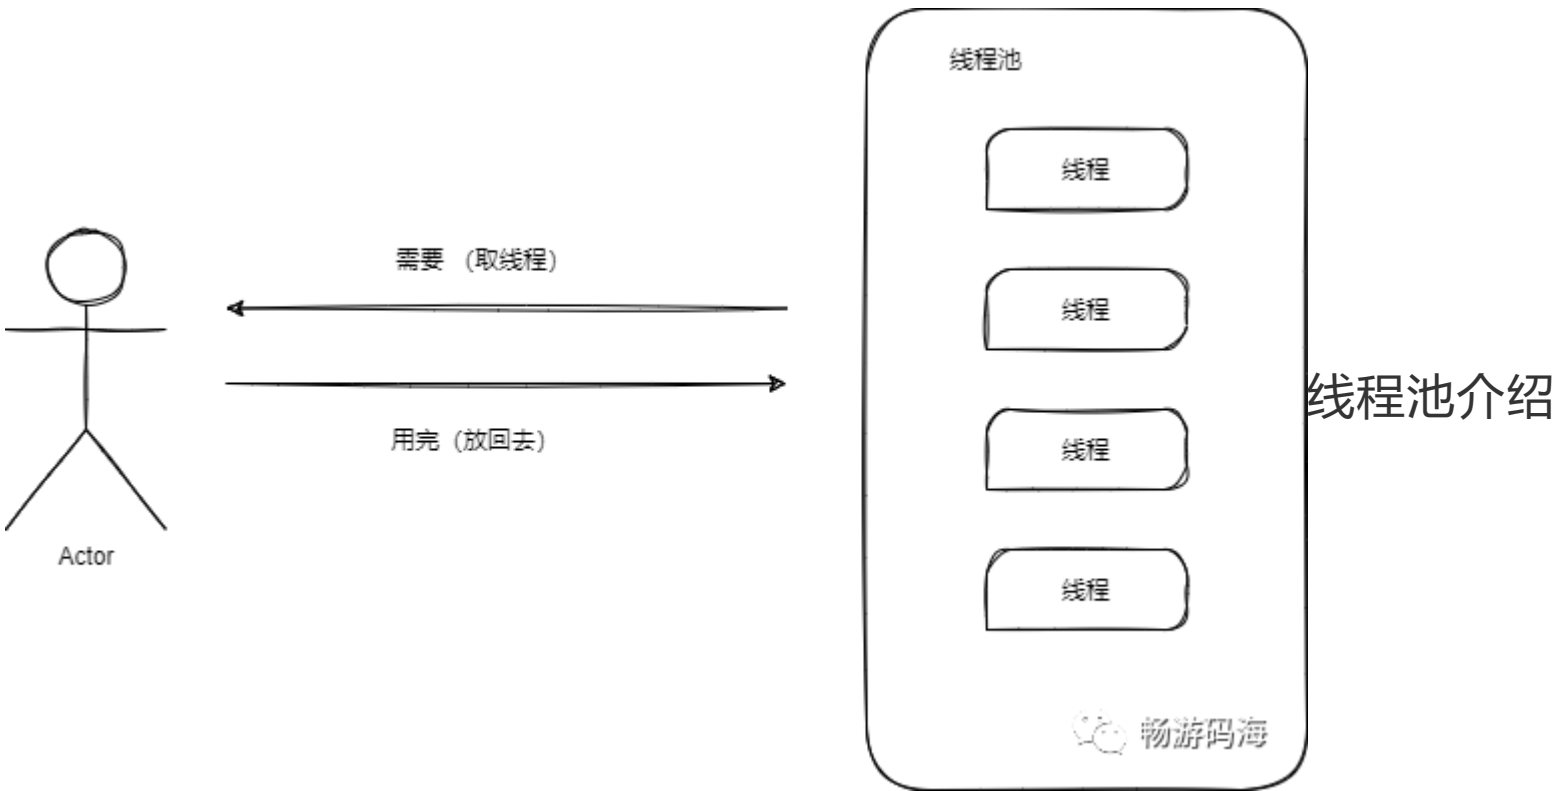 线程池
线程
需要 （取线程）
线程
线程池介绍
用完（放回去）
线程
Actor
线程
畅游码海